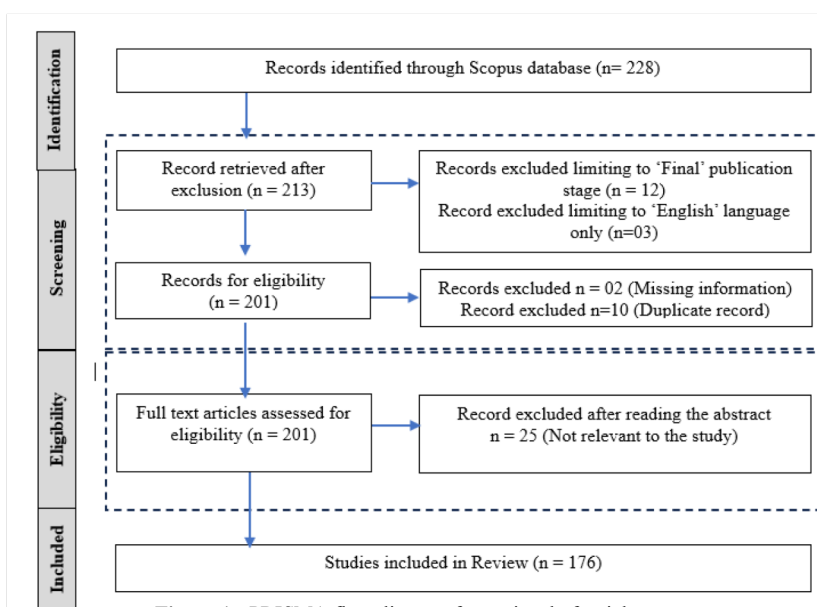 Identification
Records identified through Scopus database (n= 228)
Screening
Record retrieved after
exclusion (n = 213)
Records excluded limiting to ‘Final’ publication
stage (n = 12)
Record excluded limiting to ‘English’ language
only (n=03)
Records for eligibility
(n = 201)
Records excluded n = 02 (Missing information)
Record excluded n=10 (Duplicate record)
Eligibility
Full text articles assessed for
eligibility (n = 201)
Record excluded after reading the abstract
n = 25 (Not relevant to the study)
Included
Studies included in Review (n = 176)